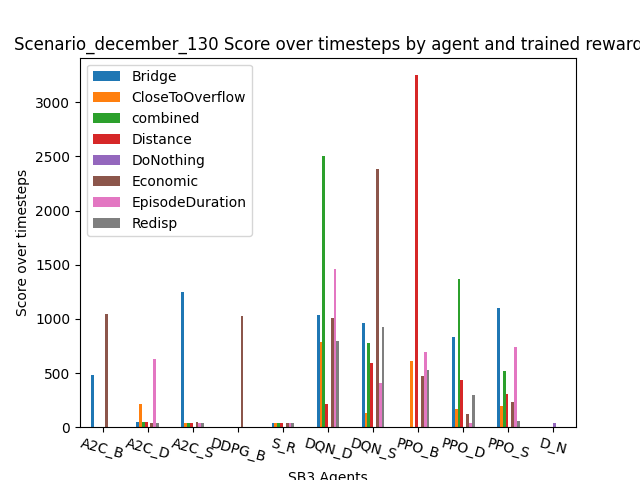 Scenario_december_130 Score over timesteps by agent and trained reward
Score over timesteps
3000
2500
2000
1500
1000
500
0
Bridge
CloseToOverflow
combined
Distance
DoNothing
Economic
EpisodeDuration
Redisp
A2C_B
A2C_D
A2C_S
DDPG_B
S_R
DQN_D
DQN_S
PPO_B
PPO_D
PPO_S
D_N
SB3 Agents